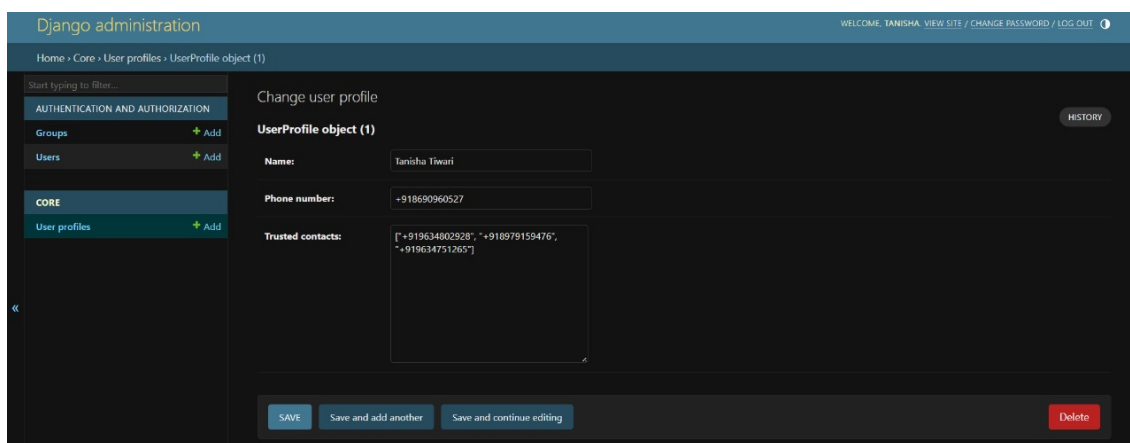 Django administration
WELCOME, TANISHA. VIEW SITE / CHANGE PASSWORD / LOG OUT
Home › Core › User profiles › UserProfile object (1)
Start typing to filter...
AUTHENTICATION AND AUTHORIZATION
Groups + Add
Users + Add
CORE
User profiles + Add
«
Change user profile
HISTORY
UserProfile object (1)
Name: Tanisha Tiwari
Phone number: +918690960527
Trusted contacts: ["+919634802928", "+918979159476",
"+919634751265"]
SAVE Save and add another Save and continue editing Delete